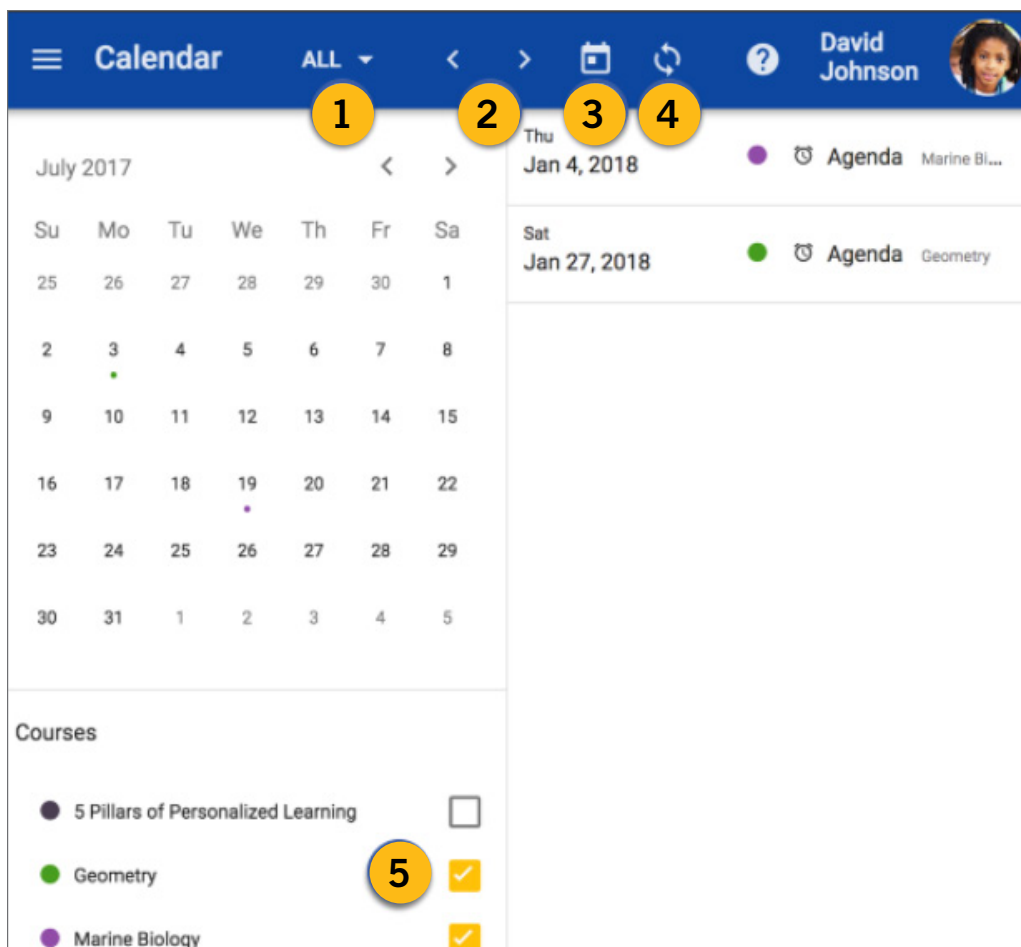 Calendar ALL David Johnson
1 2 3 4
July 2017
Su Mo Tu We Th Fr Sa
25 26 27 28 29 30 1
2 3 4 5 6 7 8
9 10 11 12 13 14 15
16 17 18 19 20 21 22
23 24 25 26 27 28 29
30 31 1 2 3 4 5
Thu
Jan 4, 2018 Agenda Marine Bi...
Sat
Jan 27, 2018 Agenda Geometry
Courses
5 Pillars of Personalized Learning
Geometry 5
Marine Biology